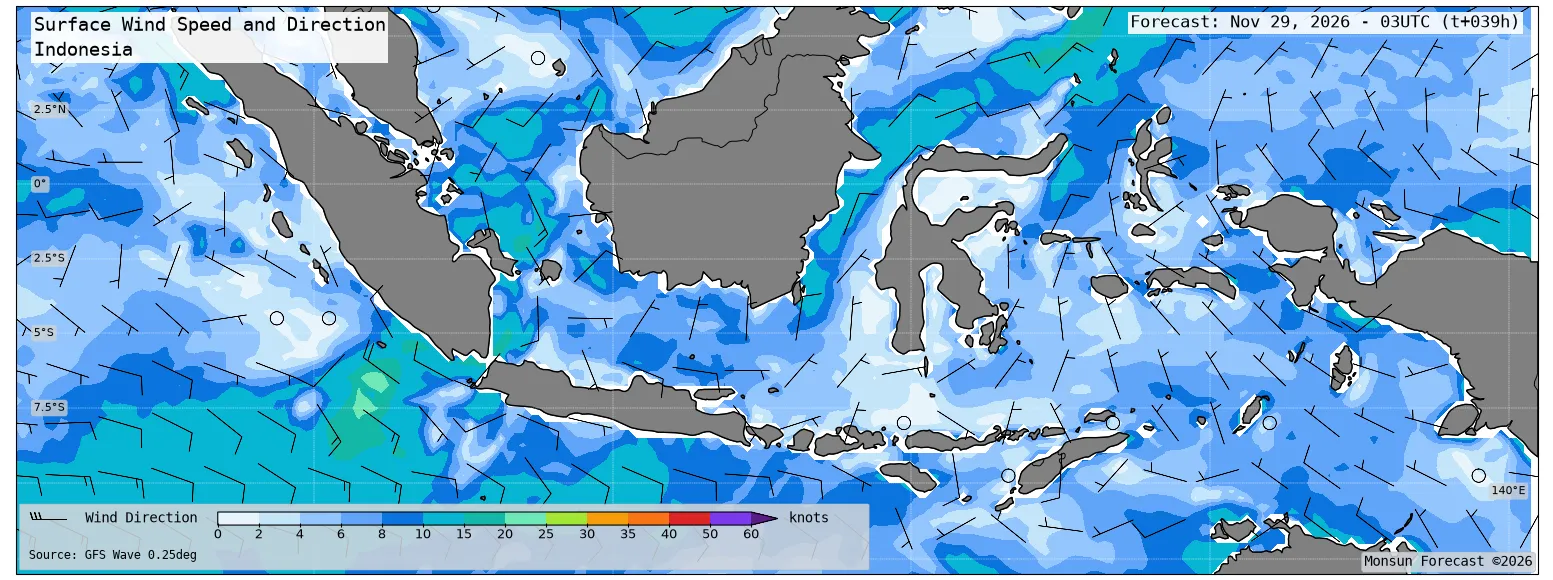 Surface Wind Speed and Direction
Indonesia
Forecast: Nov 29, 2026 - 03UTC (t+039h)
2.5°N
0°
2.5°S
5°S
7.5°S
140°E
Wind Direction
0 2 4 6 8 10 15 20 25 30 35 40 50 60
knots
Source: GFS Wave 0.25deg
Monsun Forecast ©2026